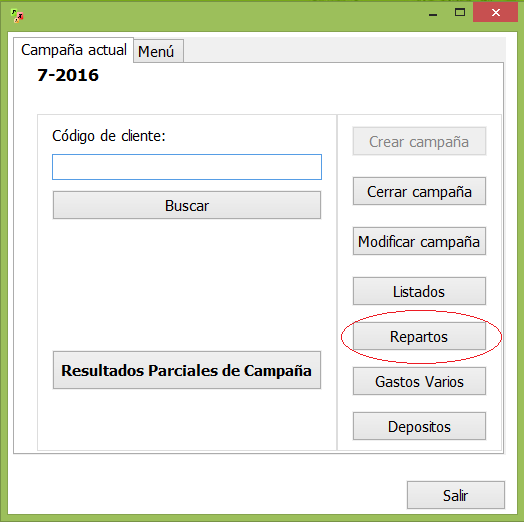 Campaña actual
Menú
7-2016
Código de cliente:
Buscar
Resultados Parciales de Campaña
Crear campaña
Cerrar campaña
Modificar campaña
Listados
Repartos
Gastos Varios
Depositos
Salir